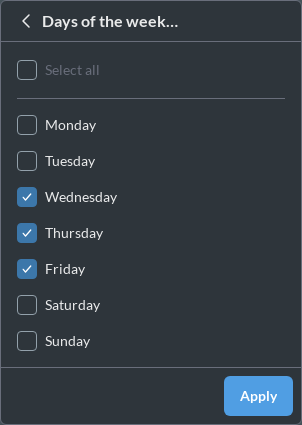 Days of the week...
Select all
Monday
Tuesday
Wednesday
Thursday
Friday
Saturday
Sunday
Apply